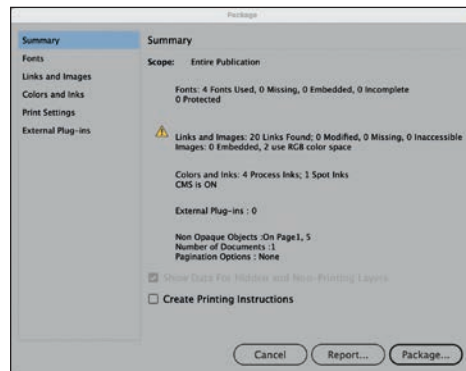 Package
Summary
Fonts
Links and Images
Colors and Inks
Print Settings
External Plug-ins
Summary
Scope: Entire Publication
Fonts: 4 Fonts Used, 0 Missing, 0 Embedded, 0 Incomplete
0 Protected
Links and Images: 20 Links Found; 0 Modified, 0 Missing, 0 Inaccessible
Images: 0 Embedded, 2 use RGB color space
Colors and Inks: 4 Process Inks; 1 Spot Inks
CMS is ON
External Plug-ins : 0
Non Opaque Objects :On Page1, 5
Number of Documents :1
Pagination Options : None
Show Data For Hidden and Non-Printing Layers
Create Printing Instructions
Cancel
Report...
Package...